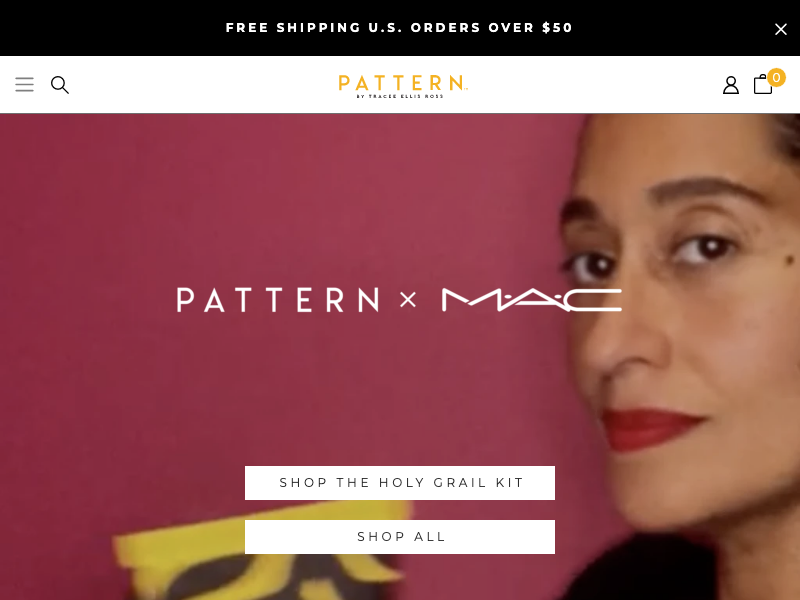 FREE SHIPPING U.S. ORDERS OVER $50
PATTERN
BY TRACEE ELLIS ROSS
0
PATTERN × MAC
SHOP THE HOLY GRAIL KIT
SHOP ALL